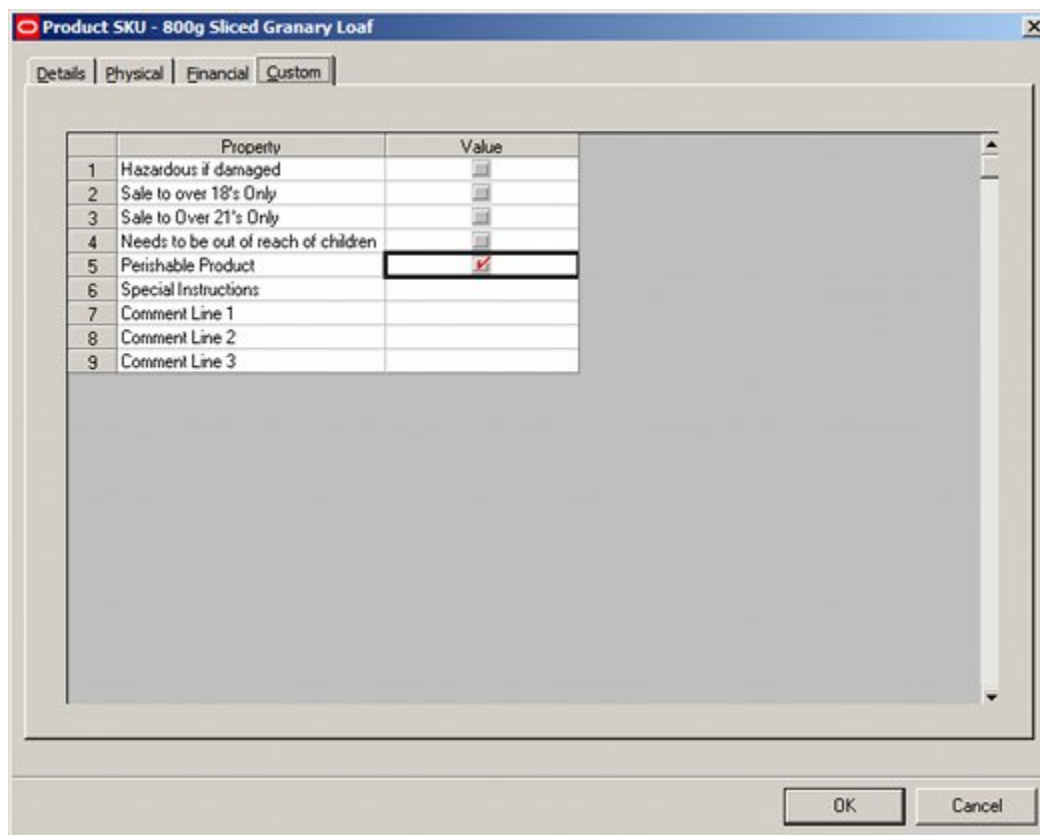 Product SKU - 800g Sliced Granary Loaf
Details Physical Financial Custom
Property Value
1 Hazardous if damaged
2 Sale to over 18's Only
3 Sale to Over 21's Only
4 Needs to be out of reach of children
5 Perishable Product
6 Special Instructions
7 Comment Line 1
8 Comment Line 2
9 Comment Line 3
OK Cancel